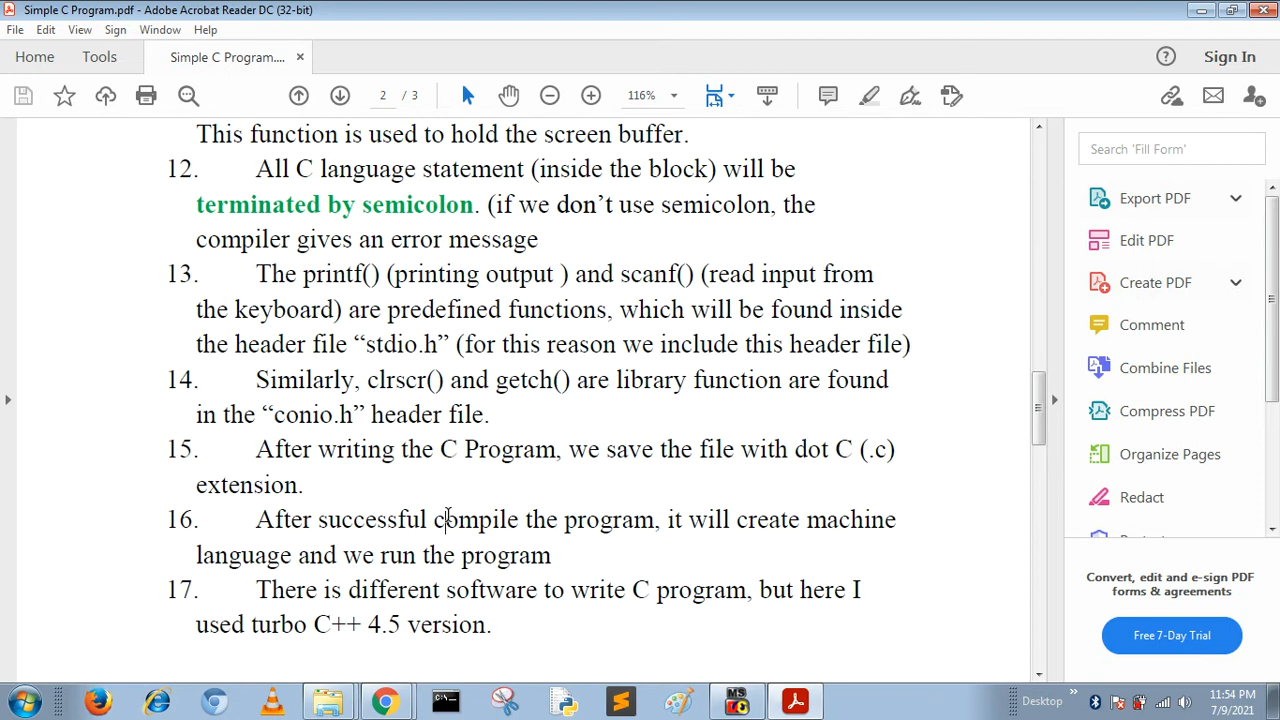 Simple C Program.pdf - Adobe Acrobat Reader DC (32-bit)
File Edit View Sign Window Help
Home Tools Simple C Program.... × Sign In
2 / 3 116%
This function is used to hold the screen buffer.
12. All C language statement (inside the block) will be
terminated by semicolon. (if we don’t use semicolon, the
compiler gives an error message
13. The printf() (printing output ) and scanf() (read input from
the keyboard) are predefined functions, which will be found inside
the header file “stdio.h” (for this reason we include this header file)
14. Similarly, clrscr() and getch() are library function are found
in the “conio.h” header file.
15. After writing the C Program, we save the file with dot C (.c)
extension.
16. After successful compile the program, it will create machine
language and we run the program
17. There is different software to write C program, but here I
used turbo C++ 4.5 version.
Search 'Fill Form'
Export PDF
Edit PDF
Create PDF
Comment
Combine Files
Compress PDF
Organize Pages
Redact
Convert, edit and e-sign PDF
forms & agreements
Free 7-Day Trial
Desktop
11:54 PM
7/9/2021